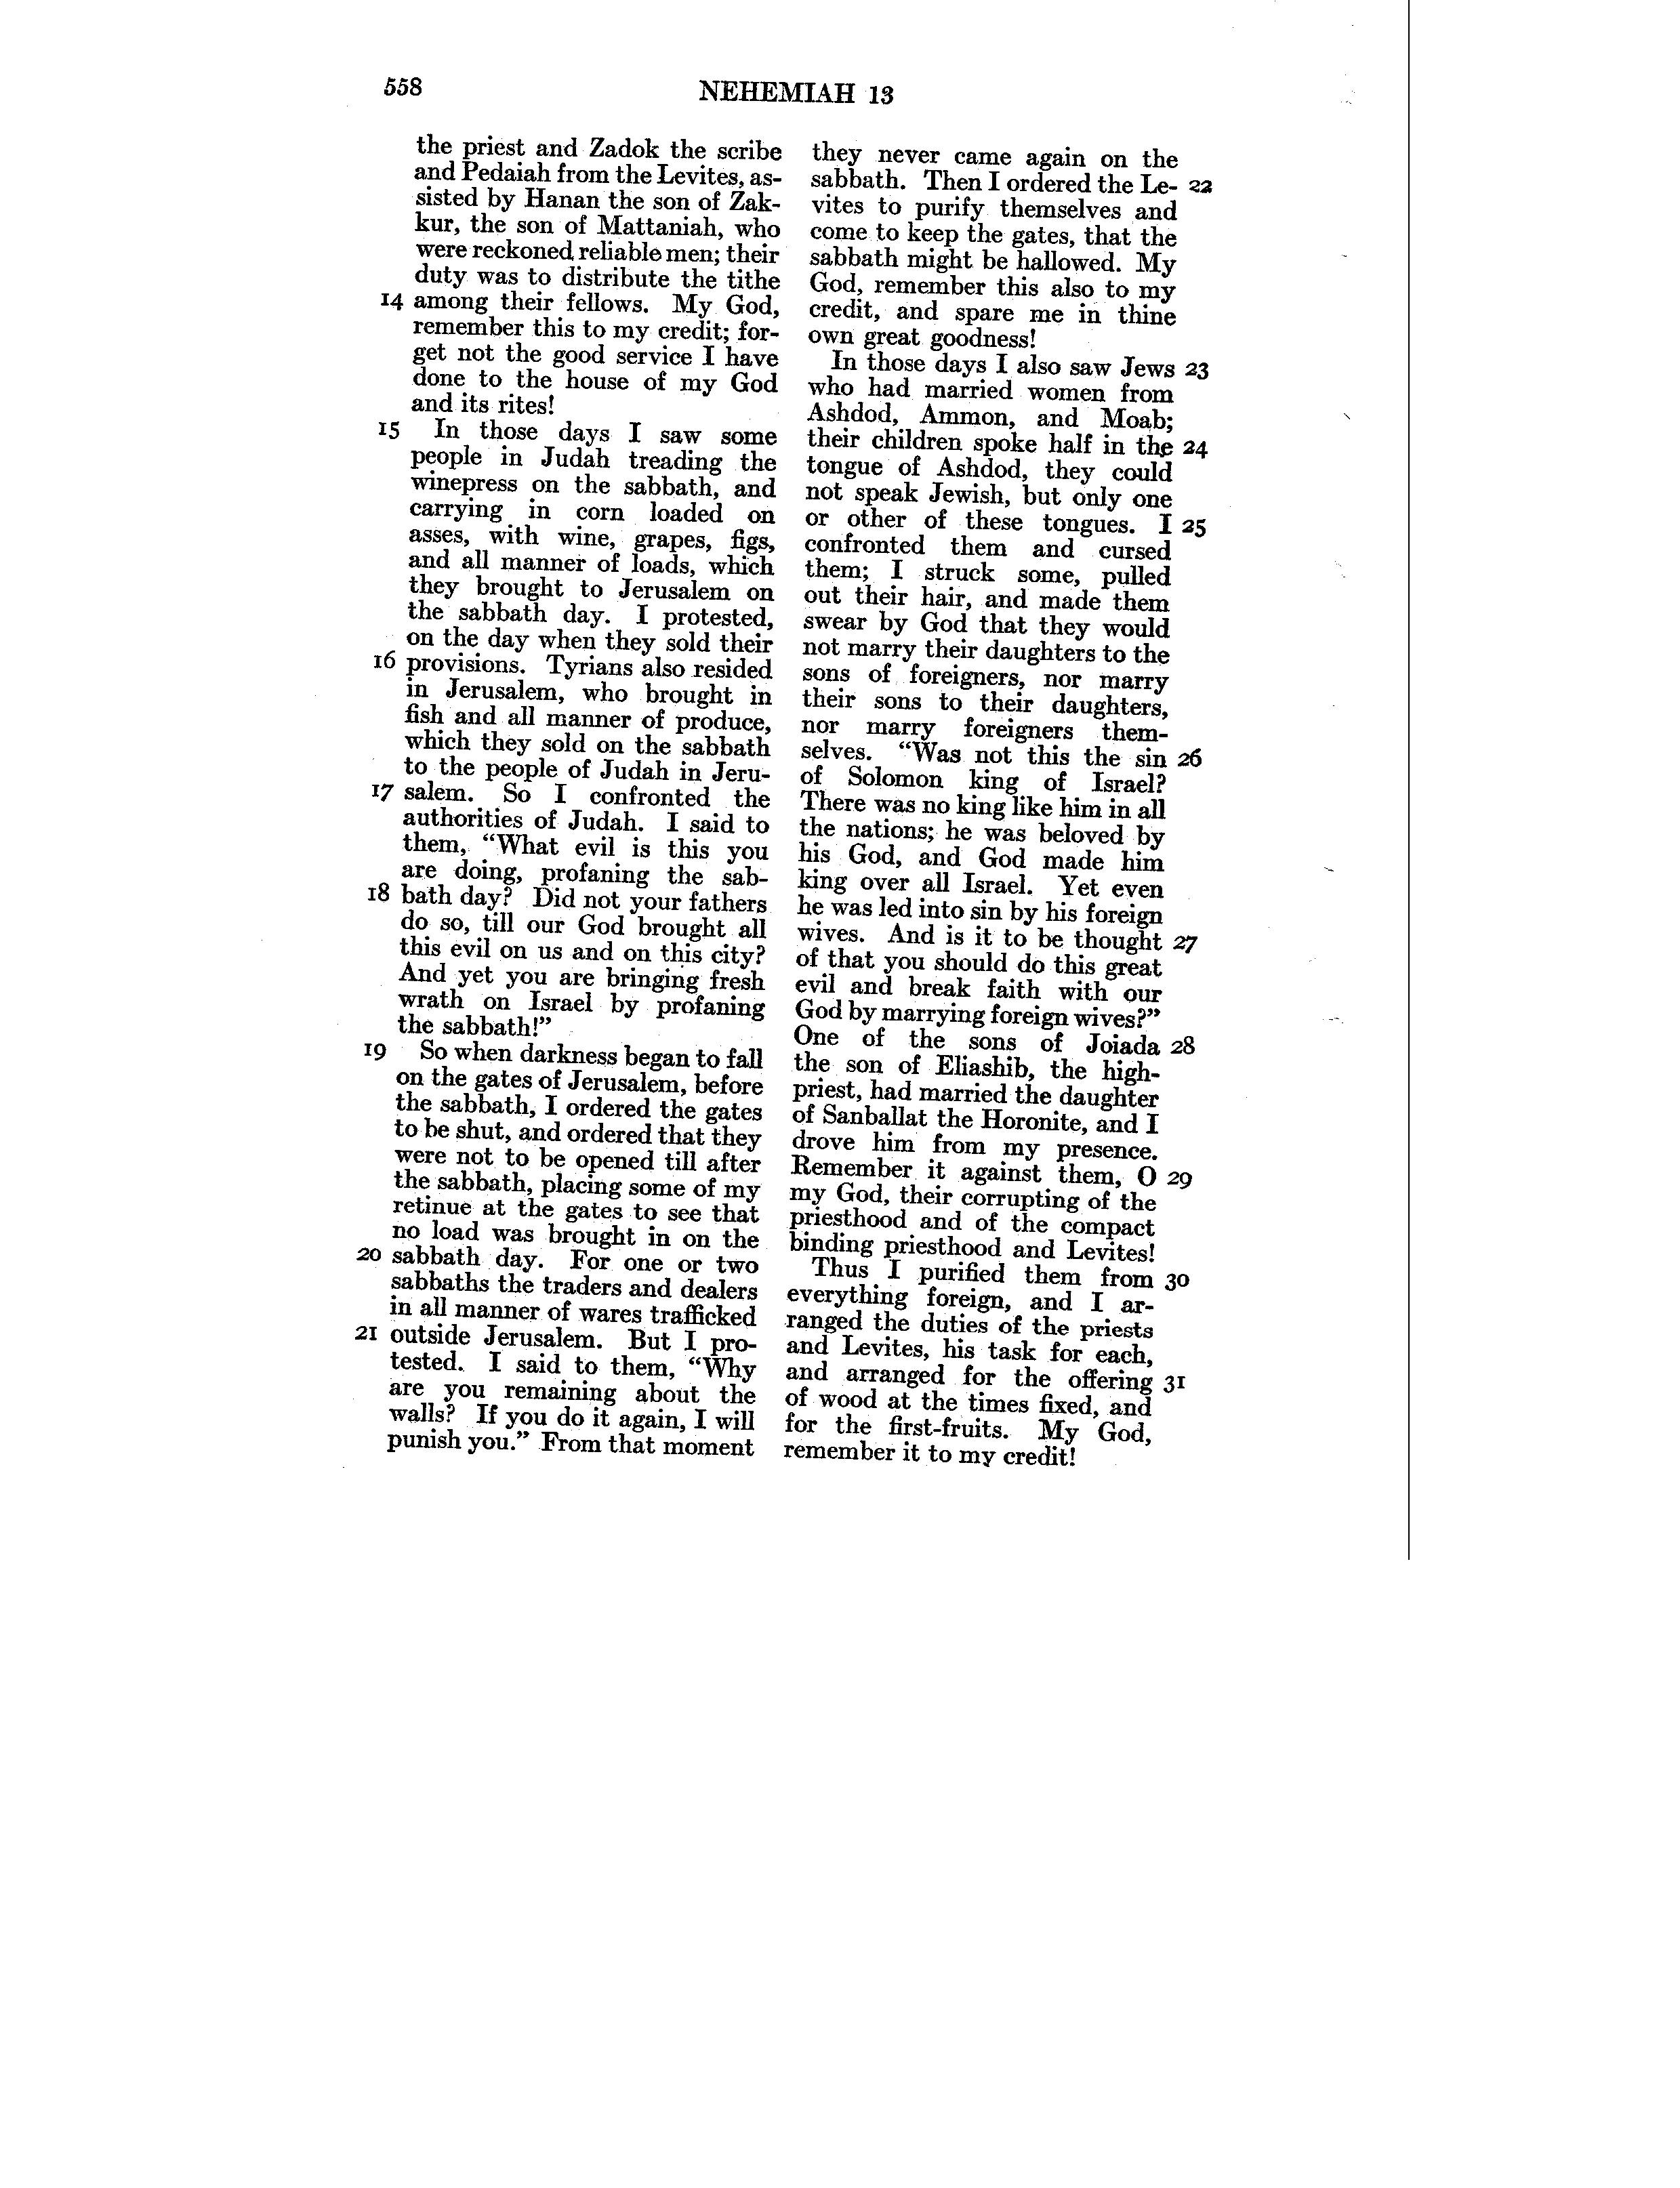 558
NEHEMIAH 13
the priest and Zadok the scribe
and Pedaiah from the Levites, as-
sisted by Hanan the son of Zak-
kur, the son of Mattaniah, who
were reckoned reliable men; their
duty was to distribute the tithe
14 among their fellows. My God,
remember this to my credit; for-
get not the good service I have
done to the house of my God
and its rites!
15 In those days I saw some
people in Judah treading the
winepress on the sabbath, and
carrying in corn loaded on
asses, with wine, grapes, figs,
and all manner of loads, which
they brought to Jerusalem on
the sabbath day. I protested,
on the day when they sold their
16 provisions. Tyrians also resided
in Jerusalem, who brought in
fish and all manner of produce,
which they sold on the sabbath
to the people of Judah in Jeru-
17 salem. So I confronted the
authorities of Judah. I said to
them, “What evil is this you
are doing, profaning the sab-
18 bath day? Did not your fathers
do so, till our God brought all
this evil on us and on this city?
And yet you are bringing fresh
wrath on Israel by profaning
the sabbath!”
19 So when darkness began to fall
on the gates of Jerusalem, before
the sabbath, I ordered the gates
to be shut, and ordered that they
were not to be opened till after
the sabbath, placing some of my
retinue at the gates to see that
no load was brought in on the
20 sabbath day. For one or two
sabbaths the traders and dealers
in all manner of wares trafficked
21 outside Jerusalem. But I pro-
tested. I said to them, “Why
are you remaining about the
walls? If you do it again, I will
punish you.” From that moment
they never came again on the
sabbath. Then I ordered the Le- 22
vites to purify themselves and
come to keep the gates, that the
sabbath might be hallowed. My
God, remember this also to my
credit, and spare me in thine
own great goodness!
In those days I also saw Jews 23
who had married women from
Ashdod, Ammon, and Moab;
their children spoke half in the 24
tongue of Ashdod, they could
not speak Jewish, but only one
or other of these tongues. I 25
confronted them and cursed
them; I struck some, pulled
out their hair, and made them
swear by God that they would
not marry their daughters to the
sons of foreigners, nor marry
their sons to their daughters,
nor marry foreigners them-
selves. “Was not this the sin 26
of Solomon king of Israel?
There was no king like him in all
the nations; he was beloved by
his God, and God made him
king over all Israel. Yet even
he was led into sin by his foreign
wives. And is it to be thought 27
of that you should do this great
evil and break faith with our
God by marrying foreign wives?”
One of the sons of Joiada 28
the son of Eliashib, the high-
priest, had married the daughter
of Sanballat the Horonite, and I
drove him from my presence.
Remember it against them, O 29
my God, their corrupting of the
priesthood and of the compact
binding priesthood and Levites!
Thus I purified them from 30
everything foreign, and I ar-
ranged the duties of the priests
and Levites, his task for each,
and arranged for the offering 31
of wood at the times fixed, and
for the first-fruits. My God,
remember it to my credit!